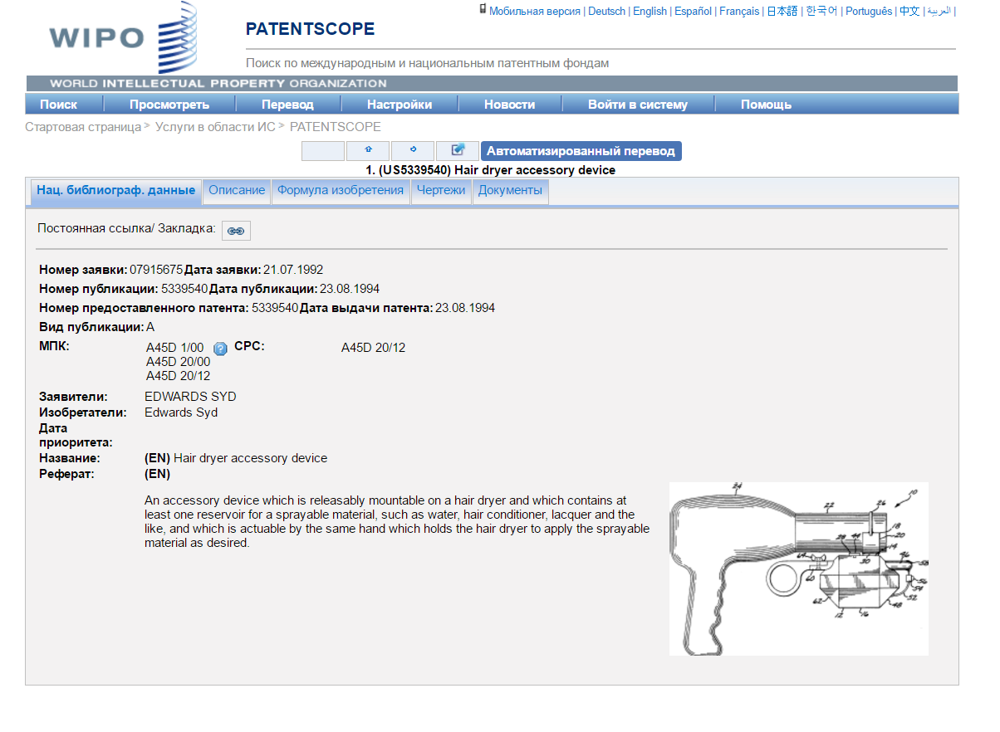 Мобильная версия | Deutsch | English | Español | Français | 日本語 | 한국어 | Português | 中文 | العربية |
WIPO
PATENTSCOPE
Поиск по международным и национальным патентным фондам
WORLD INTELLECTUAL PROPERTY ORGANIZATION
Поиск Просмотреть Перевод Настройки Новости Войти в систему Помощь
Стартовая страница > Услуги в области ИС > PATENTSCOPE
Автоматизированный перевод
1. (US5339540) Hair dryer accessory device
Нац. библиограф. данные Описание Формула изобретения Чертежи Документы
Постоянная ссылка/ Закладка:
Номер заявки: 07915675 Дата заявки: 21.07.1992
Номер публикации: 5339540 Дата публикации: 23.08.1994
Номер предоставленного патента: 5339540 Дата выдачи патента: 23.08.1994
Вид публикации: A
МПК: A45D 1/00 ? CPC: A45D 20/12
A45D 20/00
A45D 20/12
Заявители: EDWARDS SYD
Изобретатели: Edwards Syd
Дата
приоритета:
Название: (EN) Hair dryer accessory device
Реферат: (EN)
An accessory device which is releasably mountable on a hair dryer and which contains at
least one reservoir for a sprayable material, such as water, hair conditioner, lacquer and the
like, and which is actuable by the same hand which holds the hair dryer to apply the sprayable
material as desired.
24
22
26
10
18
20
28 44 14
64 30 46 58
60 56
54
62 52
48
12 16